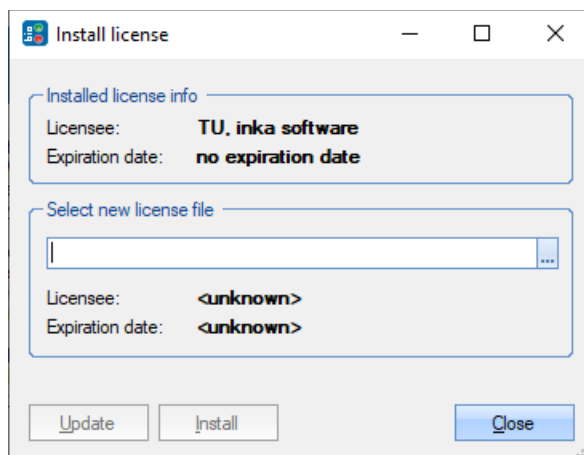 Install license
Installed license info
Licensee: TU, inka software
Expiration date: no expiration date
Select new license file
...
Licensee: <unknown>
Expiration date: <unknown>
Update Install Close